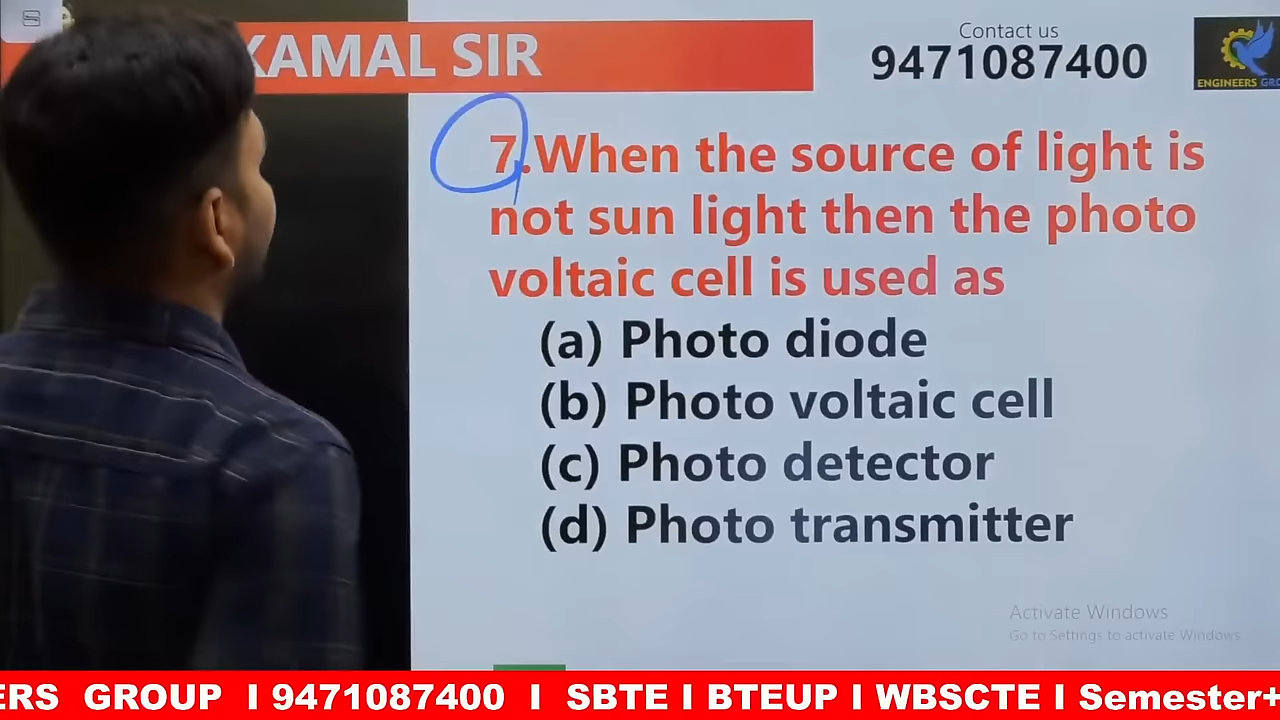 KAMAL SIR
Contact us
9471087400
ENGINEERS GRO
7.When the source of light is
not sun light then the photo
voltaic cell is used as
(a) Photo diode
(b) Photo voltaic cell
(c) Photo detector
(d) Photo transmitter
Activate Windows
Go to Settings to activate Windows.
ERS GROUP I 9471087400 I SBTE I BTEUP I WBSCTE I Semester+